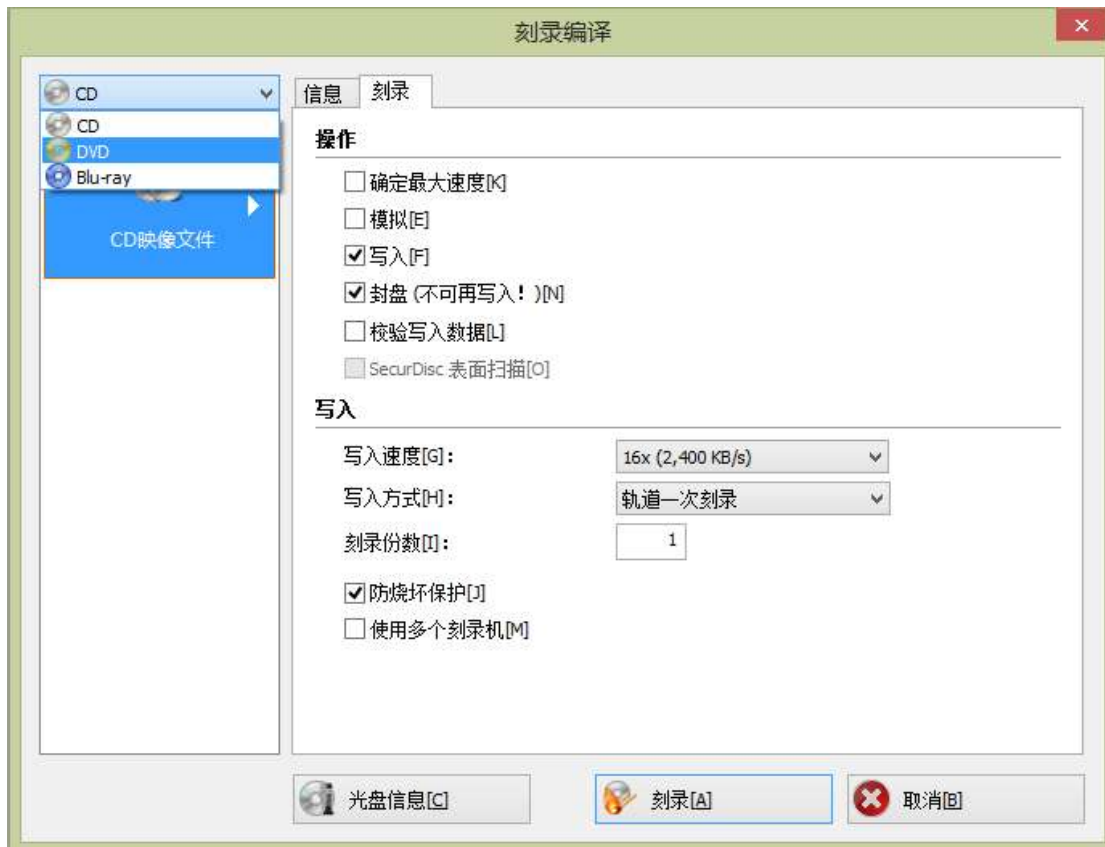 刻录编译
CD
CD
DVD
Blu-ray
CD映像文件
信息 刻录
操作
确定最大速度[K]
模拟[E]
写入[F]
封盘 (不可再写入！)[N]
校验写入数据[L]
SecurDisc 表面扫描[O]
写入
写入速度[G]: 16x (2,400 KB/s)
写入方式[H]: 轨道一次刻录
刻录份数[I]: 1
防烧坏保护[J]
使用多个刻录机[M]
光盘信息[C] 刻录[A] 取消[B]